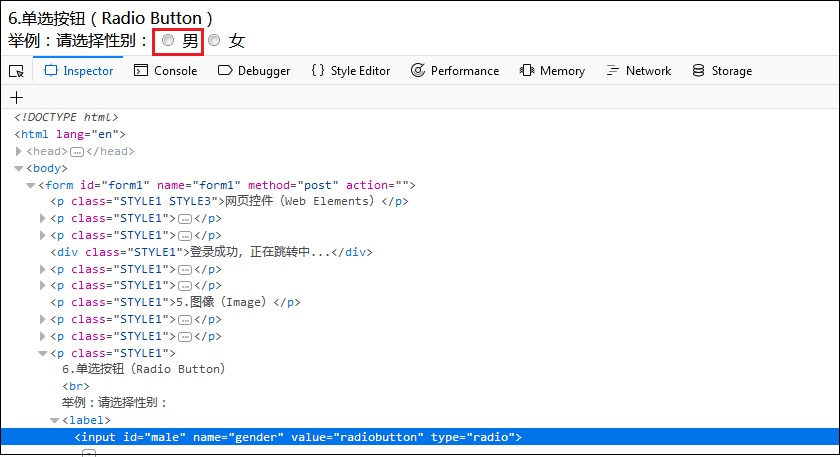 6.单选按钮（Radio Button）
举例：请选择性别： 男 女
Inspector Console Debugger {} Style Editor Performance Memory Network Storage
+
<!DOCTYPE html>
<html lang="en">
<head>…</head>
<body>
<form id="form1" name="form1" method="post" action="">
<p class="STYLE1 STYLE3">网页控件（Web Elements）</p>
<p class="STYLE1">…</p>
<p class="STYLE1">…</p>
<div class="STYLE1">登录成功，正在跳转中...</div>
<p class="STYLE1">…</p>
<p class="STYLE1">…</p>
<p class="STYLE1">5.图像（Image）</p>
<p class="STYLE1">…</p>
<p class="STYLE1">…</p>
<p class="STYLE1">
6.单选按钮（Radio Button）
<br>
举例：请选择性别：
<label>
<input id="male" name="gender" value="radiobutton" type="radio">